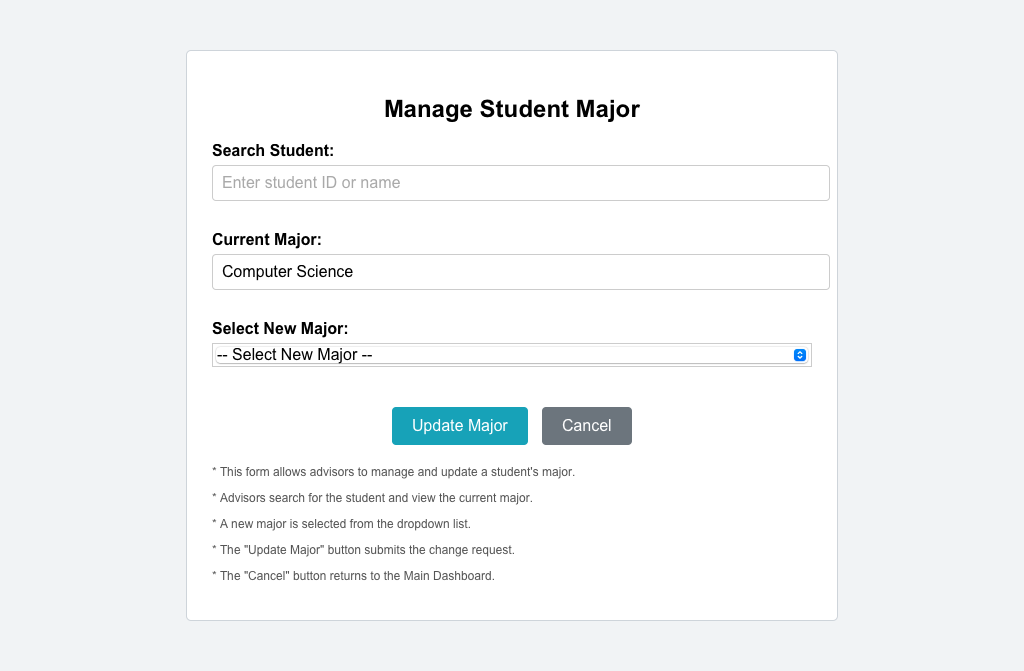 Manage Student Major
Search Student:
Enter student ID or name
Current Major:
Computer Science
Select New Major:
-- Select New Major --
Update Major
Cancel
* This form allows advisors to manage and update a student's major.
* Advisors search for the student and view the current major.
* A new major is selected from the dropdown list.
* The "Update Major" button submits the change request.
* The "Cancel" button returns to the Main Dashboard.